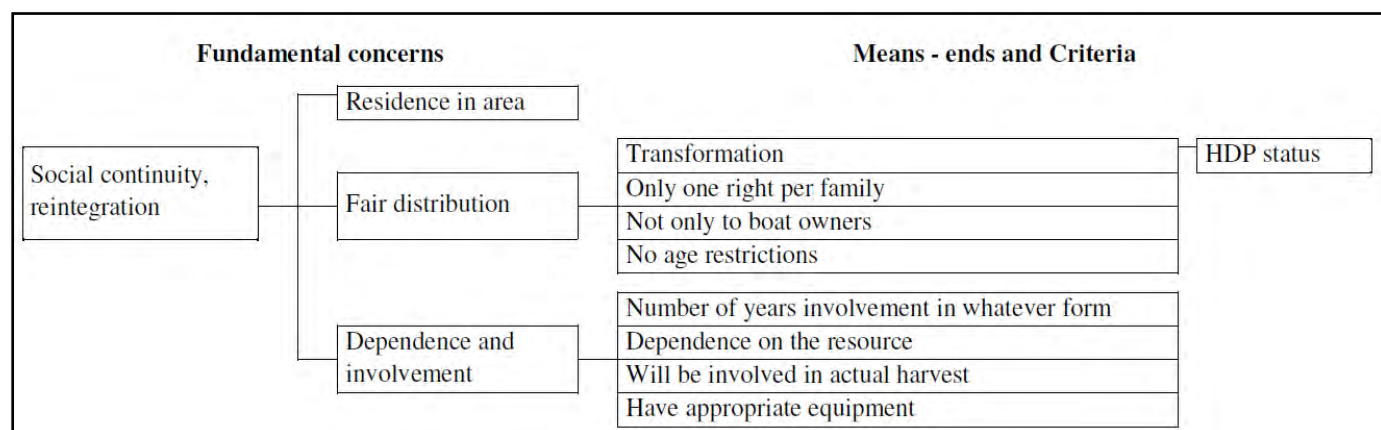 Fundamental concerns
Means - ends and Criteria
Residence in area
Social continuity,
reintegration
Fair distribution
Transformation
HDP status
Only one right per family
Not only to boat owners
No age restrictions
Dependence and
involvement
Number of years involvement in whatever form
Dependence on the resource
Will be involved in actual harvest
Have appropriate equipment